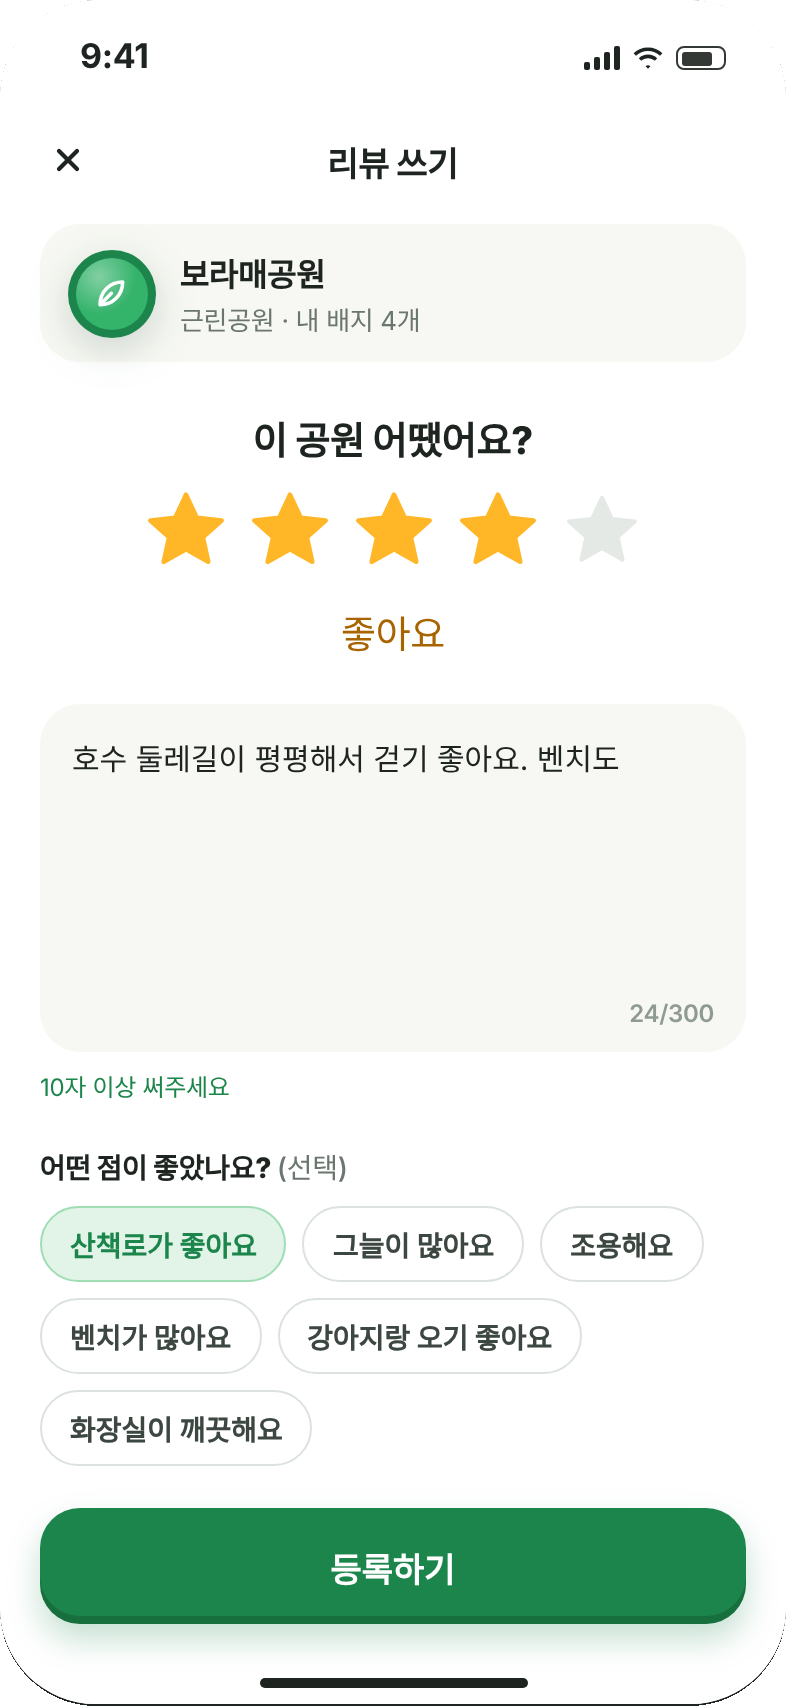 9:41
리뷰 쓰기
보라매공원
근린공원 · 내 배지 4개
이 공원 어땠어요?
좋아요
호수 둘레길이 평평해서 걷기 좋아요. 벤치도
24/300
10자 이상 써주세요
어떤 점이 좋았나요? (선택)
산책로가 좋아요 그늘이 많아요 조용해요
벤치가 많아요 강아지랑 오기 좋아요
화장실이 깨끗해요
등록하기